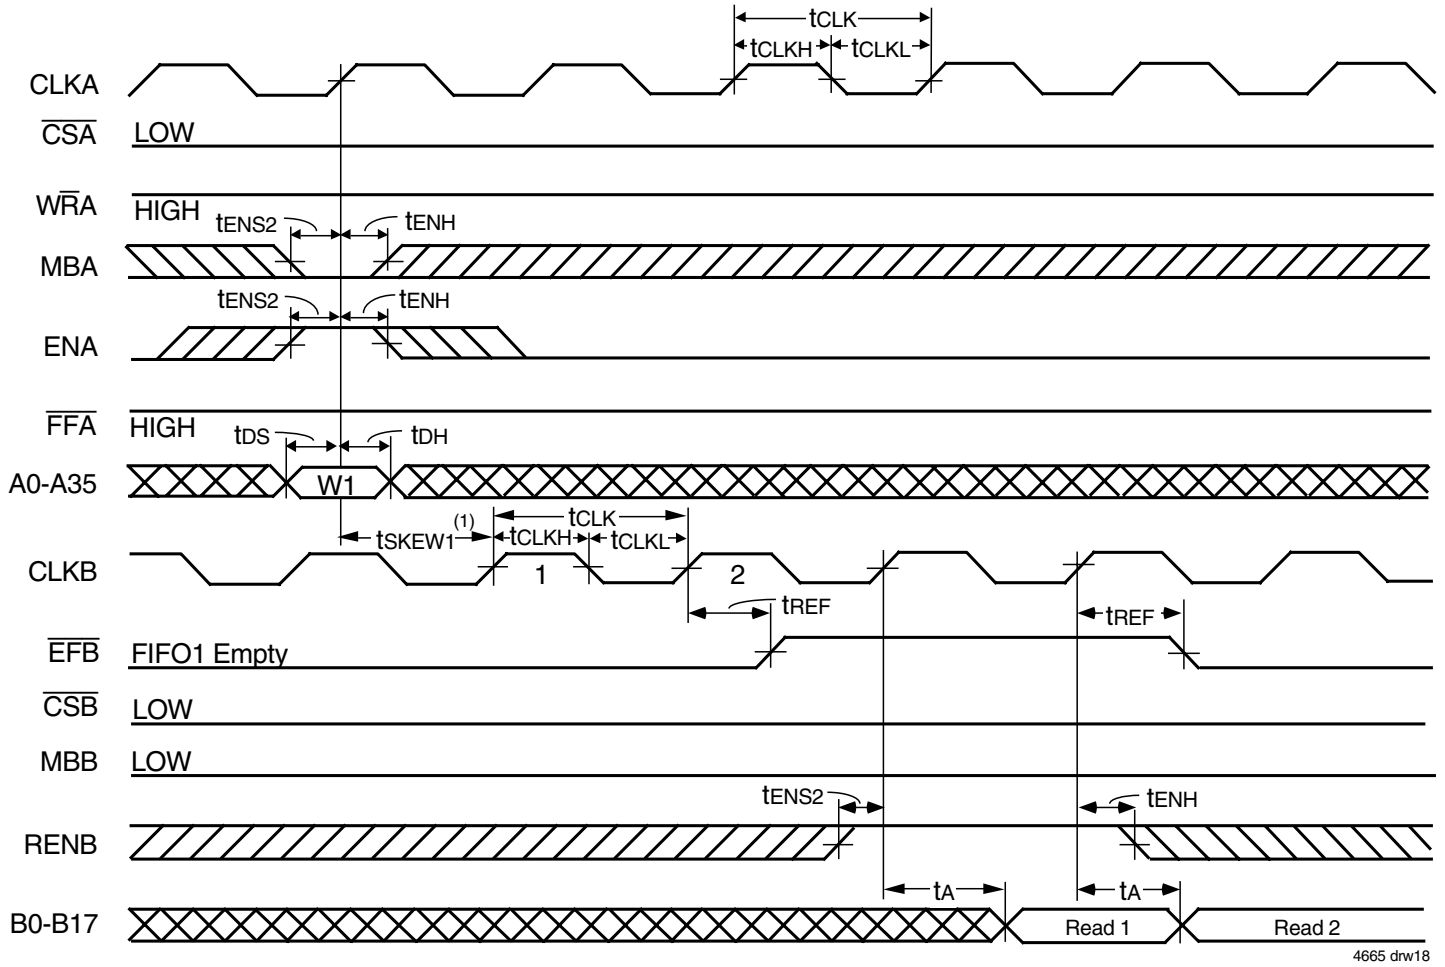 tCLK
tCLKH tCLKL
CLKA
CSA LOW
WRA HIGH
tENS2 tENH
MBA
tENS2 tENH
ENA
FFA HIGH
tDS tDH
A0-A35 W1
tSKEW1(1) tCLK
tCLKH tCLKL
CLKB 1 2
tREF tREF
EFB FIFO1 Empty
CSB LOW
MBB LOW
tENS2 tENH
RENB
tA tA
B0-B17 Read 1 Read 2
4665 drw18